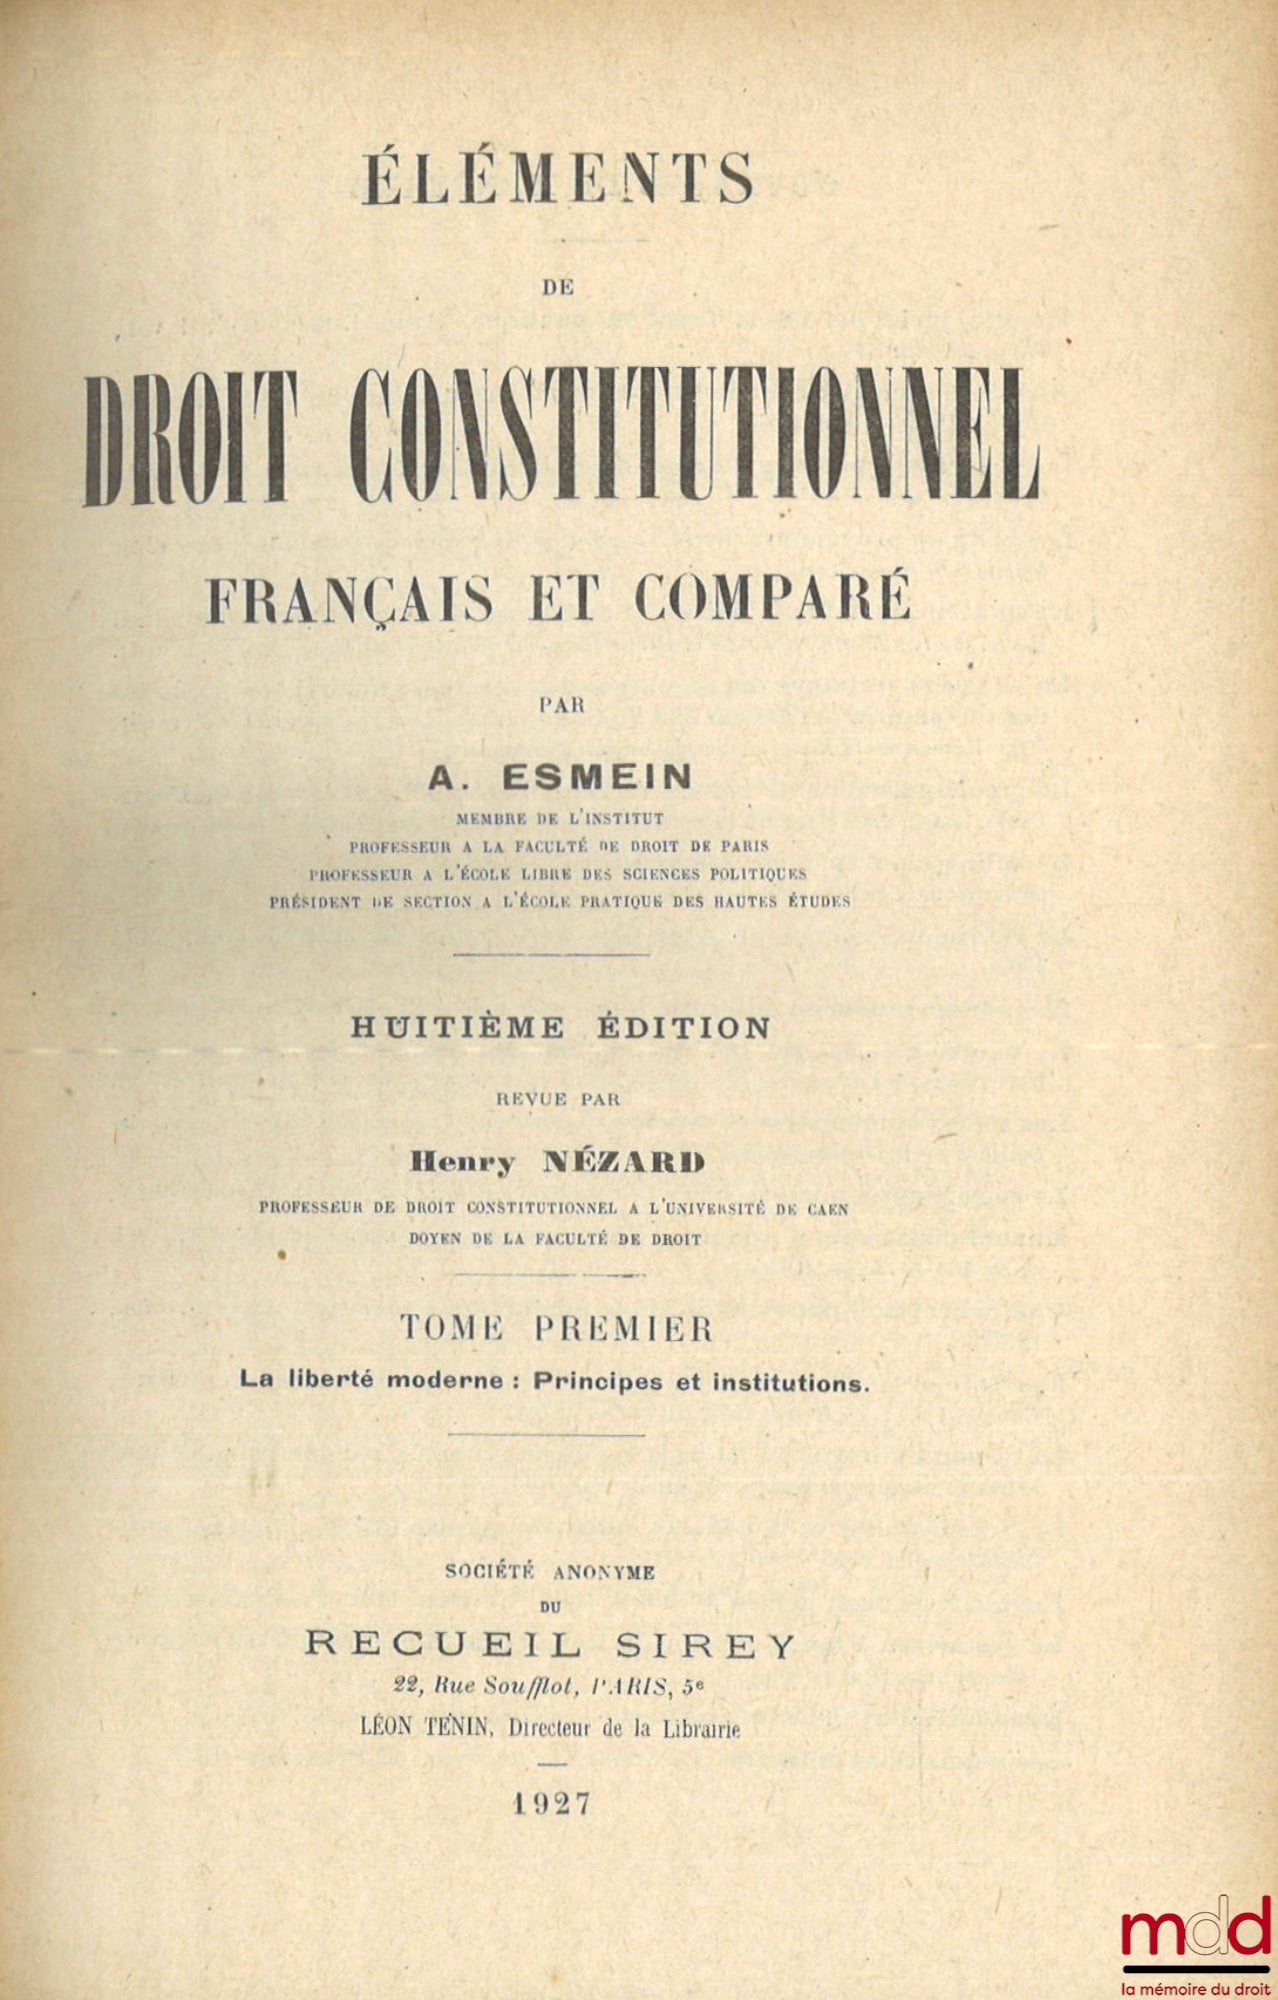 ÉLÉMENTS
DE
DROIT CONSTITUTIONNEL
FRANÇAIS ET COMPARÉ
PAR
A. ESMEIN
MEMBRE DE L'INSTITUT
PROFESSEUR A LA FACULTÉ DE DROIT DE PARIS
PROFESSEUR A L'ÉCOLE LIBRE DES SCIENCES POLITIQUES
PRÉSIDENT DE SECTION A L'ÉCOLE PRATIQUE DES HAUTES ÉTUDES
HUITIÈME ÉDITION
REVUE PAR
Henry NÉZARD
PROFESSEUR DE DROIT CONSTITUTIONNEL A L'UNIVERSITÉ DE CAEN
DOYEN DE LA FACULTÉ DE DROIT
TOME PREMIER
La liberté moderne : Principes et institutions.
SOCIÉTÉ ANONYME
DU
RECUEIL SIREY
22, Rue Soufflot, PARIS, 5e
LÉON TÉNIN, Directeur de la Librairie
1927
mdd
la mémoire du droit